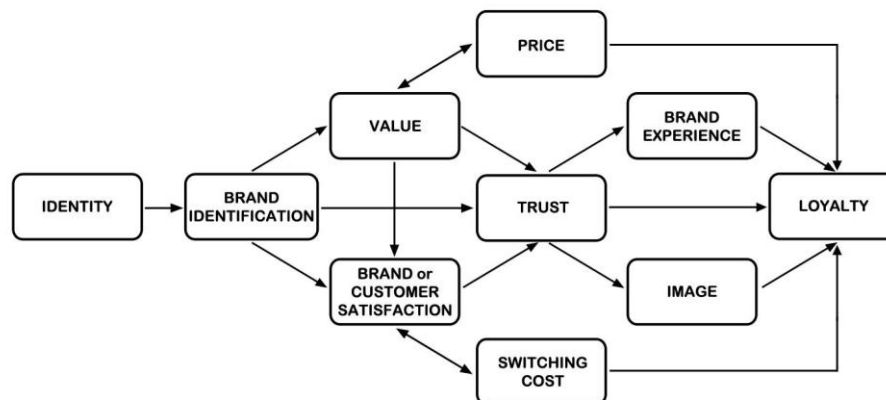 PRICE
VALUE
BRAND
EXPERIENCE
IDENTITY
BRAND
IDENTIFICATION
TRUST
LOYALTY
BRAND or
CUSTOMER
SATISFACTION
IMAGE
SWITCHING
COST